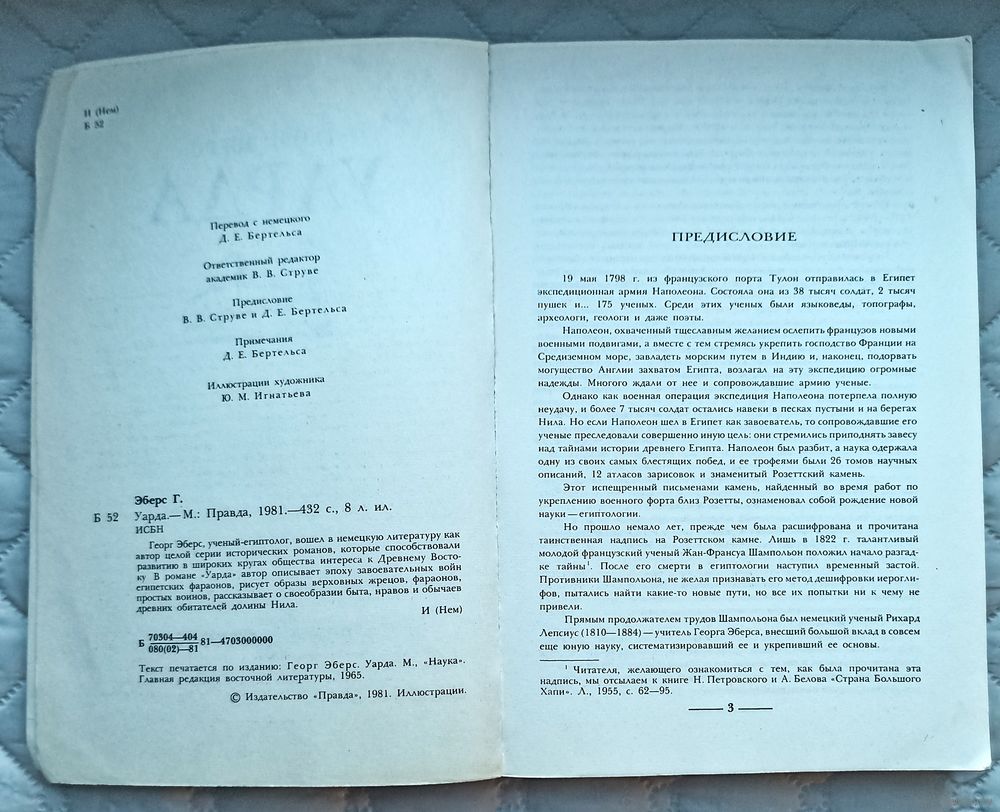 И (Нем)
Б 52
Перевод с немецкого
Д. Е. Бертельса
Ответственный редактор
академик В. В. Струве
Предисловие
В. В. Струве и Д. Е. Бертельса
Примечания
Д. Е. Бертельса
Иллюстрации художника
Ю. М. Игнатьева
Эберс Г.
Б 52 Уарда.—М.: Правда, 1981.—432 с., 8 л. ил.
ИСБН
Георг Эберс, ученый-египтолог, вошел в немецкую литературу как
автор целой серии исторических романов, которые способствовали
развитию в широких кругах общества интереса к Древнему Восто-
ку В романе «Уарда» автор описывает эпоху завоевательных войн
египетских фараонов, рисует образы верховных жрецов, фараонов,
простых воинов, рассказывает о своеобразии быта, нравов и обычаев
древних обитателей долины Нила.
И (Нем)
Б 70304—404 81—4703000000
080(02)—81
Текст печатается по изданию: Георг Эберс. Уарда. М., «Наука».
Главная редакция восточной литературы, 1965.
© Издательство «Правда», 1981. Иллюстрации.
ПРЕДИСЛОВИЕ
19 мая 1798 г. из французского порта Тулон отправилась в Египет
экспедиционная армия Наполеона. Состояла она из 38 тысяч солдат, 2 тысяч
пушек и... 175 ученых. Среди этих ученых были языковеды, топографы,
археологи, геологи и даже поэты.
Наполеон, охваченный тщеславным желанием ослепить французов новыми
военными подвигами, а вместе с тем стремясь укрепить господство Франции на
Средиземном море, завладеть морским путем в Индию и, наконец, подорвать
могущество Англии захватом Египта, возлагал на эту экспедицию огромные
надежды. Многого ждали от нее и сопровождавшие армию ученые.
Однако как военная операция экспедиция Наполеона потерпела полную
неудачу, и более 7 тысяч солдат остались навеки в песках пустыни и на берегах
Нила. Но если Наполеон шел в Египет как завоеватель, то сопровождавшие его
ученые преследовали совершенно иную цель: они стремились приподнять завесу
над тайнами истории древнего Египта. Наполеон был разбит, а наука одержала
одну из своих самых блестящих побед, и ее трофеями были 26 томов научных
описаний, 12 атласов зарисовок и знаменитый Розеттский камень.
Этот испещренный письменами камень, найденный во время работ по
укреплению военного форта близ Розетты, ознаменовал собой рождение новой
науки—египтологии.
Но прошло немало лет, прежде чем была расшифрована и прочитана
таинственная надпись на Розеттском камне. Лишь в 1822 г. талантливый
молодой французский ученый Жан-Франсуа Шампольон положил начало разгад-
ке тайны¹. После его смерти в египтологии наступил временный застой.
Противники Шампольона, не желая признавать его метод дешифровки иерогли-
фов, пытались найти какие-то новые пути, но все их попытки ни к чему не
привели.
Прямым продолжателем трудов Шампольона был немецкий ученый Рихард
Лепсиус (1810—1884)—учитель Георга Эберса, внесший большой вклад в совсем
еще юную науку, систематизировавший ее и укрепивший ее основы.
¹ Читателя, желающего ознакомиться с тем, как была прочитана эта
надпись, мы отсылаем к книге Н. Петровского и А. Белова «Страна Большого
Хапи». Л., 1955, с. 62—95.
3